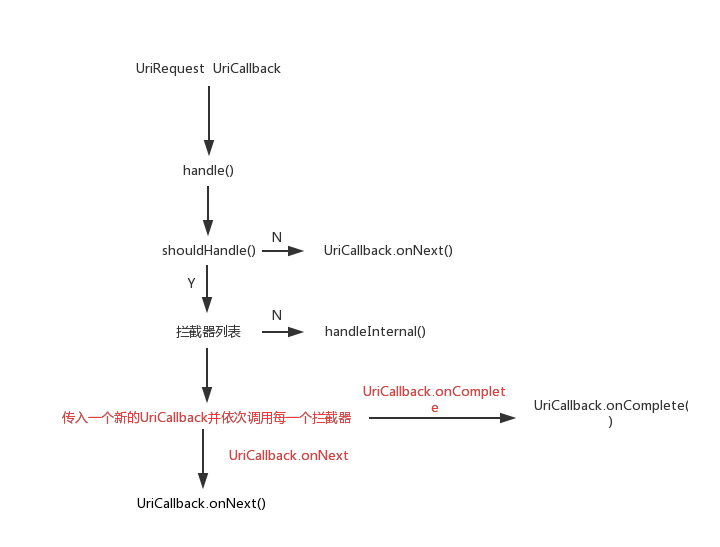 UriRequest UriCallback
handle()
N
shouldHandle()
UriCallback.onNext()
Y
N
拦截器列表
handleInternal()
UriCallback.onComplet
e
UriCallback.onComplete(
)
传入一个新的UriCallback并依次调用每一个拦截器
UriCallback.onNext
UriCallback.onNext()